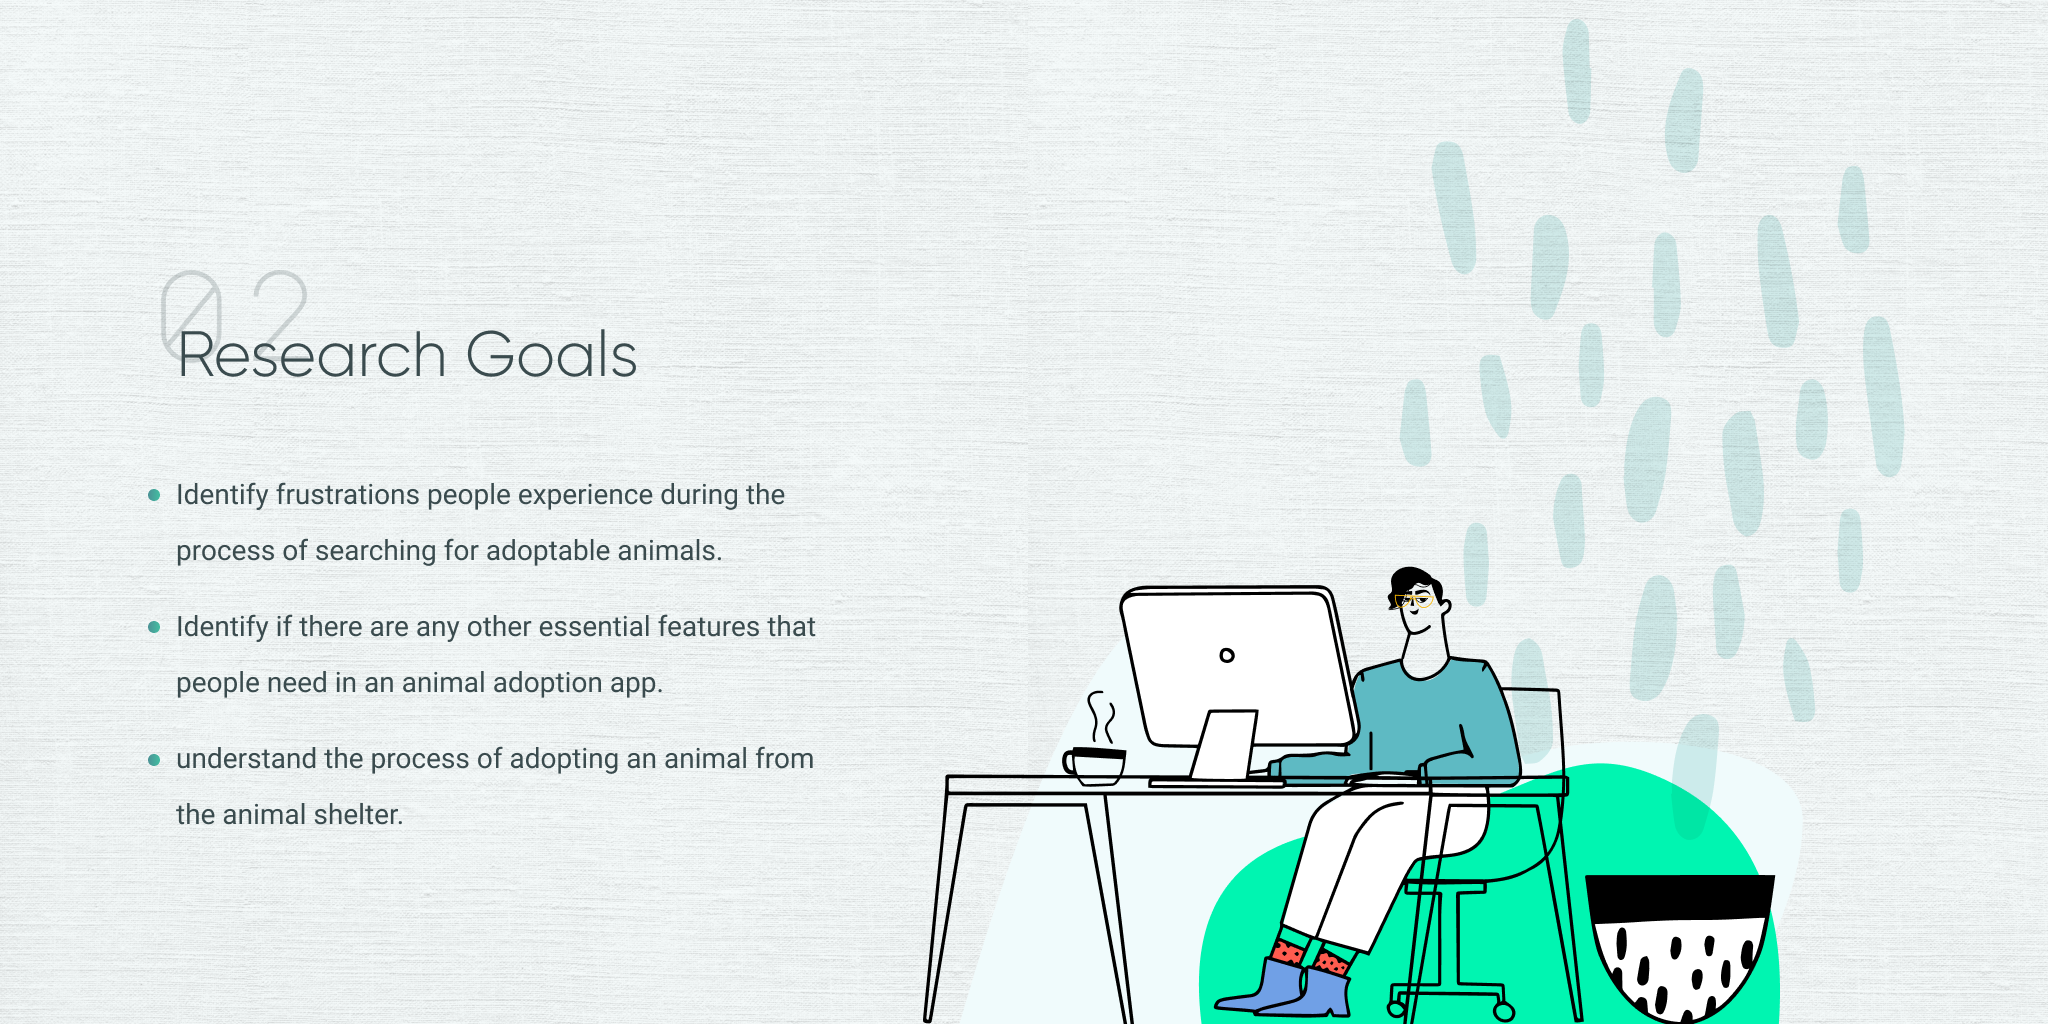 02
Research Goals
Identify frustrations people experience during the
process of searching for adoptable animals.
Identify if there are any other essential features that
people need in an animal adoption app.
understand the process of adopting an animal from
the animal shelter.